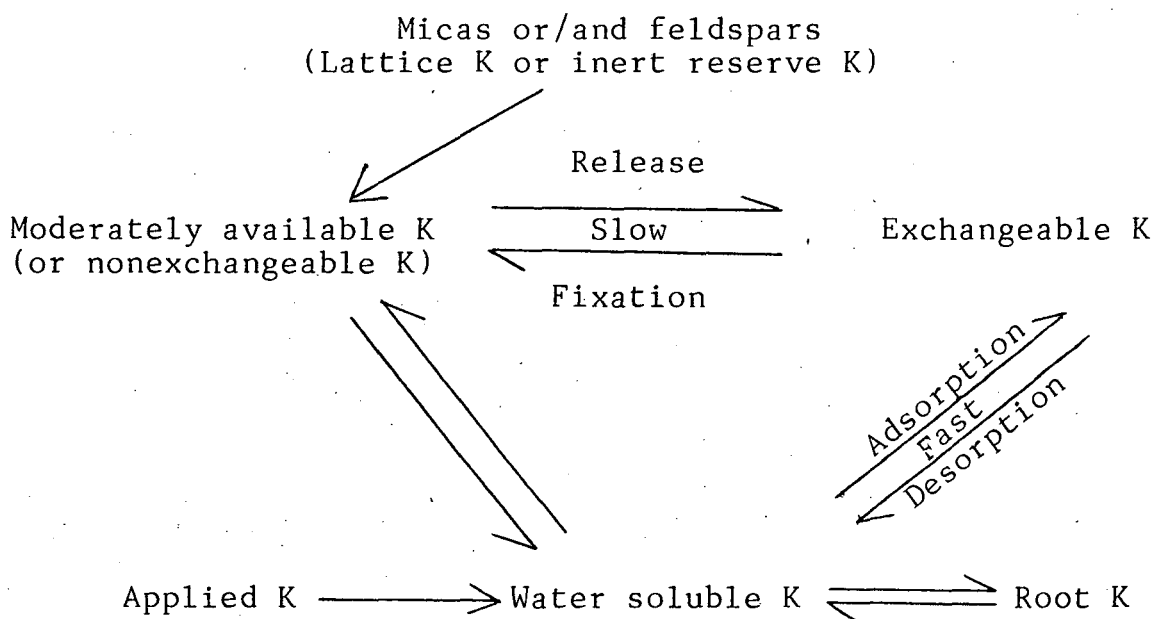 Micas or/and feldspars
(Lattice K or inert reserve K)
Release
Moderately available K
(or nonexchangeable K)
Slow
Exchangeable K
Fixation
Adsorption
Fast
Desorption
Applied K
Water soluble K
Root K